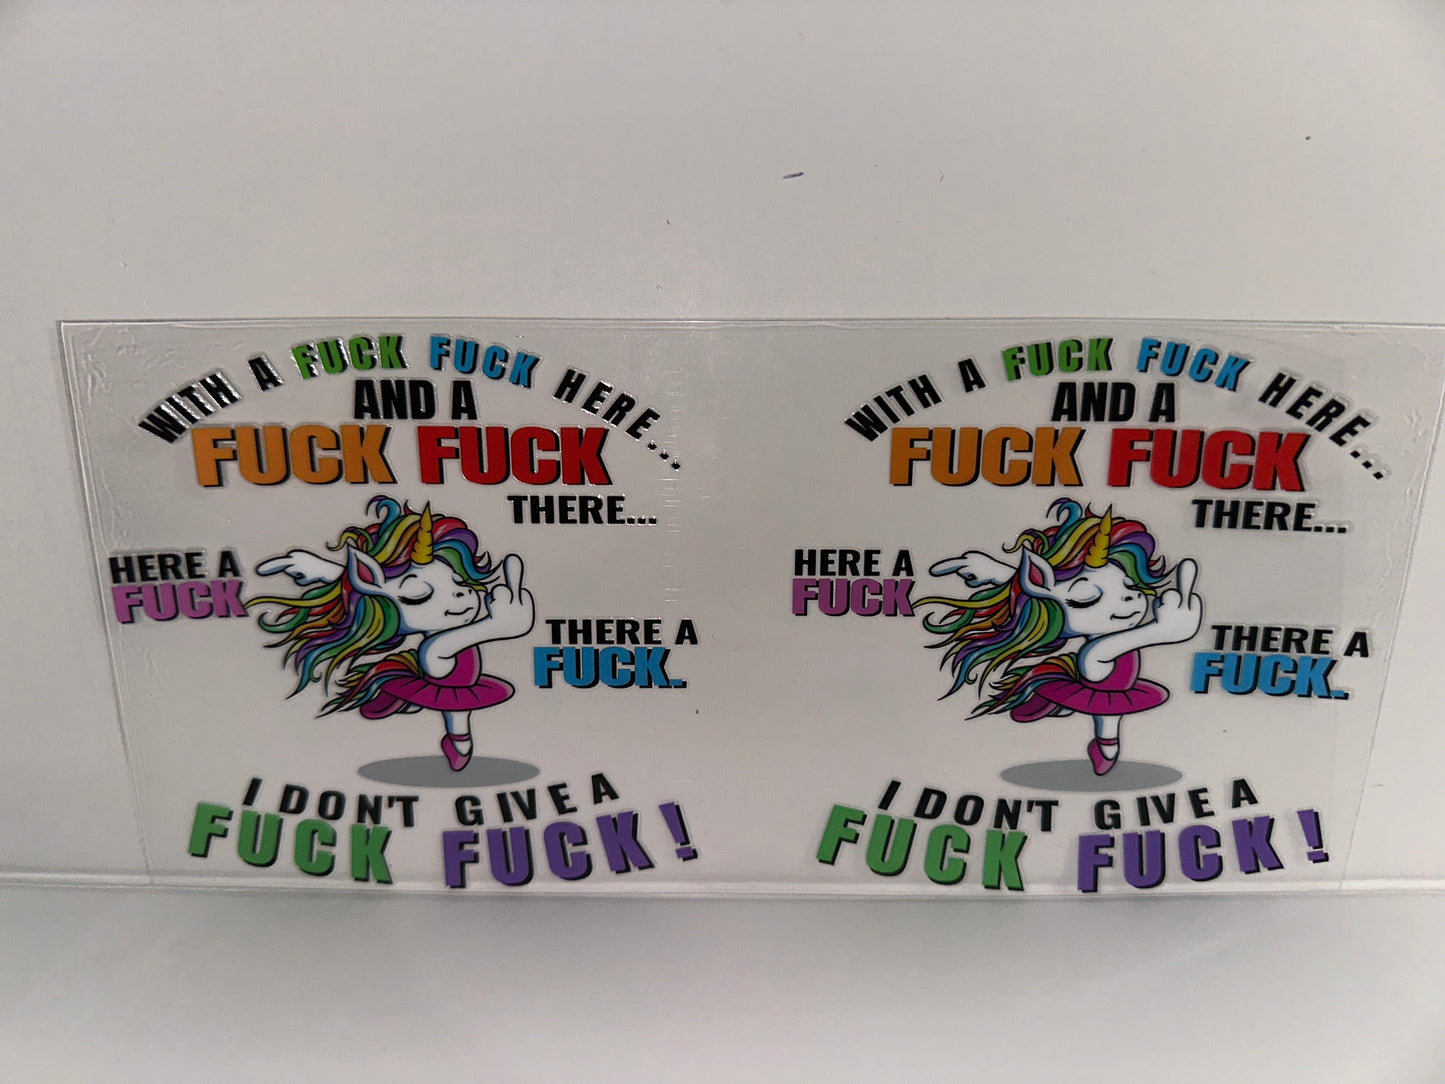 WITH A FUCK FUCK HERE...
AND A
FUCK FUCK
THERE...
HERE A
FUCK
THERE A
FUCK..
I DON'T GIVE A
FUCK FUCK!
WITH A FUCK FUCK HERE...
AND A
FUCK FUCK
THERE...
HERE A
FUCK
THERE A
FUCK..
I DON'T GIVE A
FUCK FUCK!